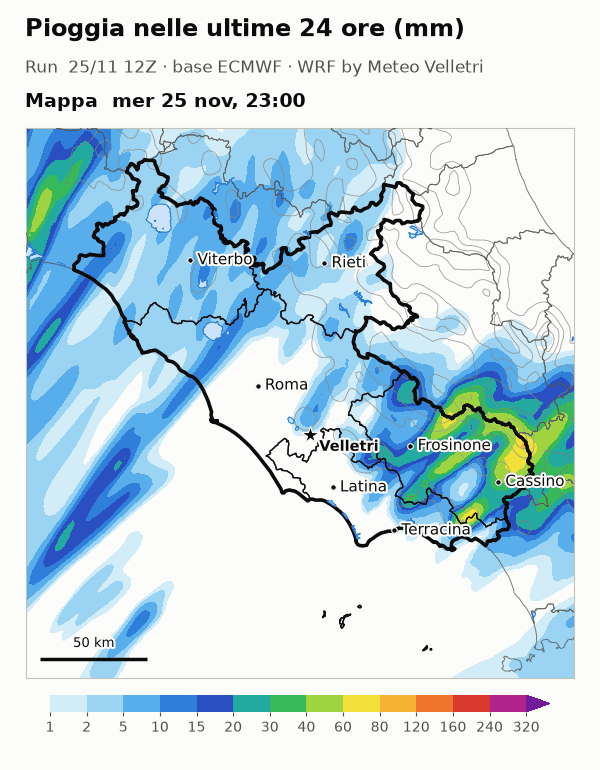 Pioggia nelle ultime 24 ore (mm)
Run  25/11 12Z · base ECMWF · WRF by Meteo Velletri
Mappa  mer 25 nov, 23:00
Viterbo
Rieti
Roma
Velletri
Frosinone
Cassino
Latina
Terracina
50 km
1 2 5 10 15 20 30 40 60 80 120 160 240 320